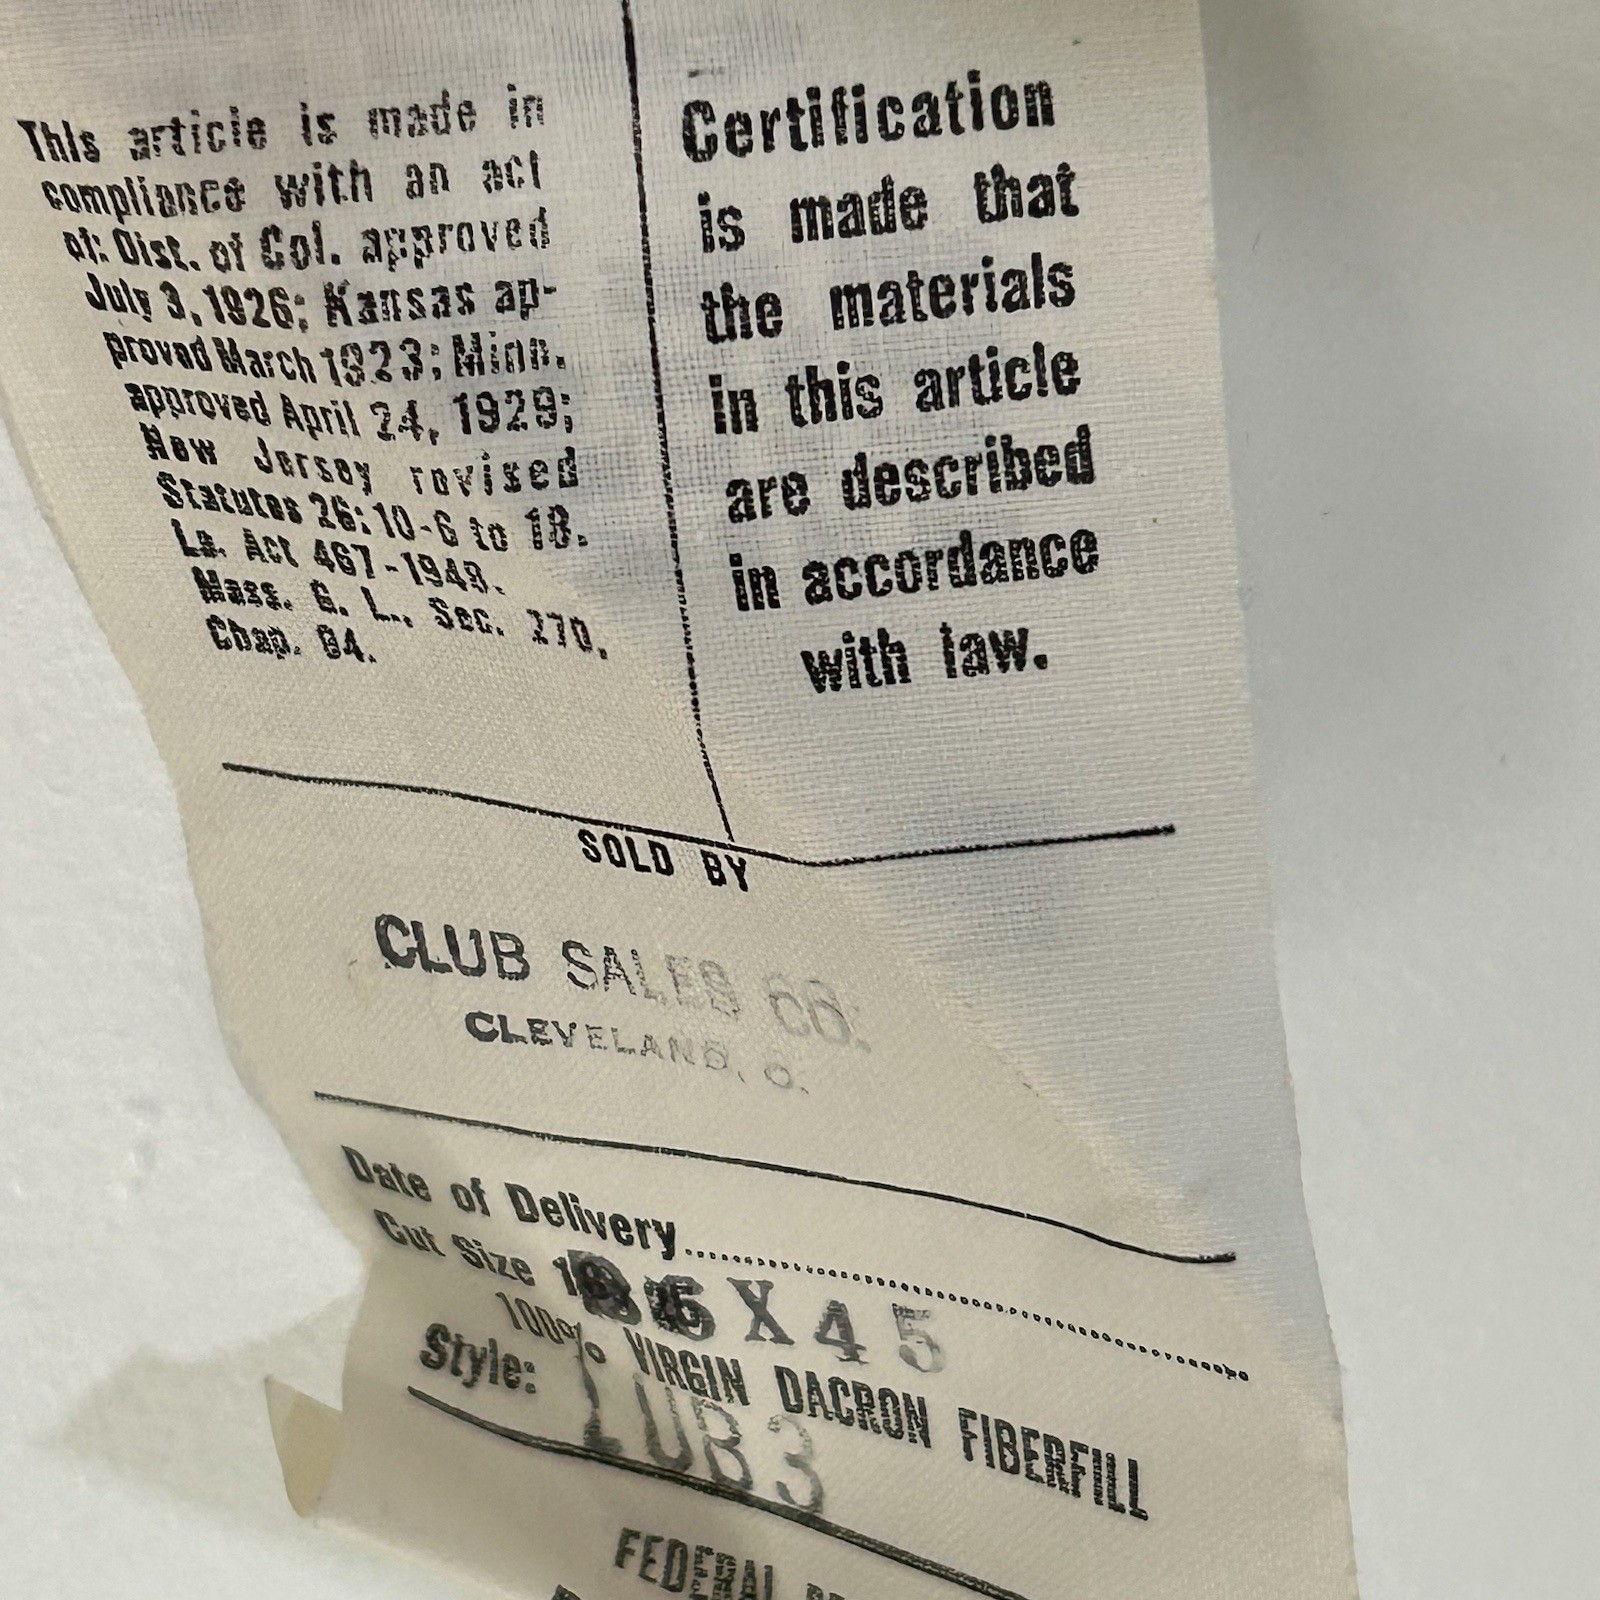 This article is made in
compliance with an act
of: Dist. of Col. approved
July 3, 1926; Kansas ap-
proved March 1923; Minn.
approved April 24, 1929;
New Jersey revised
Statutes 26:10-6 to 18.
La. Act 467-1948.
Mass. G. L., Sec. 270,
Chap. 94.
Certification
is made that
the materials
in this article
are described
in accordance
with law.
SOLD BY
CLUB SALES CO.
CLEVELAND, O.
Date of Delivery
Cut Size X 45
100% VIRGIN DACRON FIBERFILL
Style: LUB3